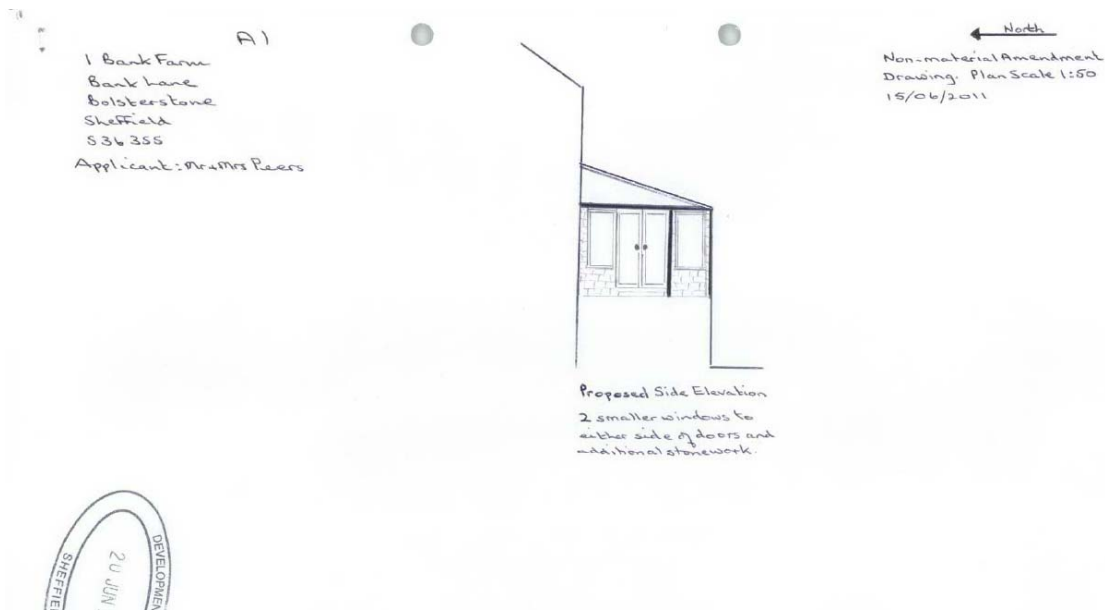 A1
1 Bank Farm
Bank Lane
Bolsterstone
Sheffield
S36 3SS
Applicant: Mr+Mrs Peers
North
Non-material Amendment
Drawing. Plan Scale 1:50
15/06/2011
Proposed Side Elevation
2 smaller windows to
either side of doors and
additional stonework.
DEVELOPMEN
20 JUN
SHEFFIE